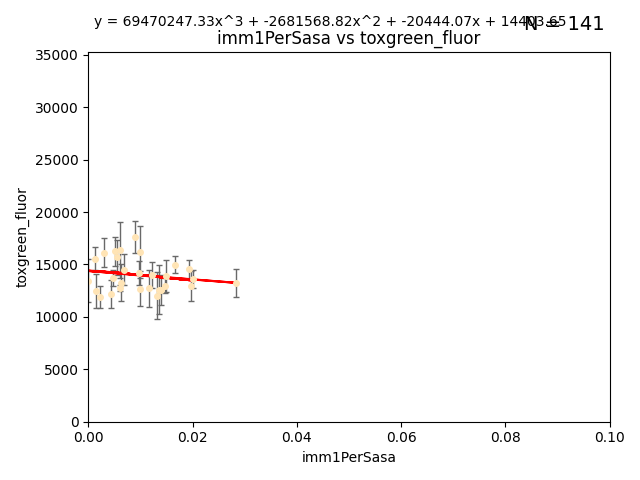 y = 69470247.33x^3 + -2681568.82x^2 + -20444.07x + 14403.65
N = 141
imm1PerSasa vs toxgreen_fluor
35000
30000
25000
20000
15000
10000
5000
0
toxgreen_fluor
0.00 0.02 0.04 0.06 0.08 0.10
imm1PerSasa